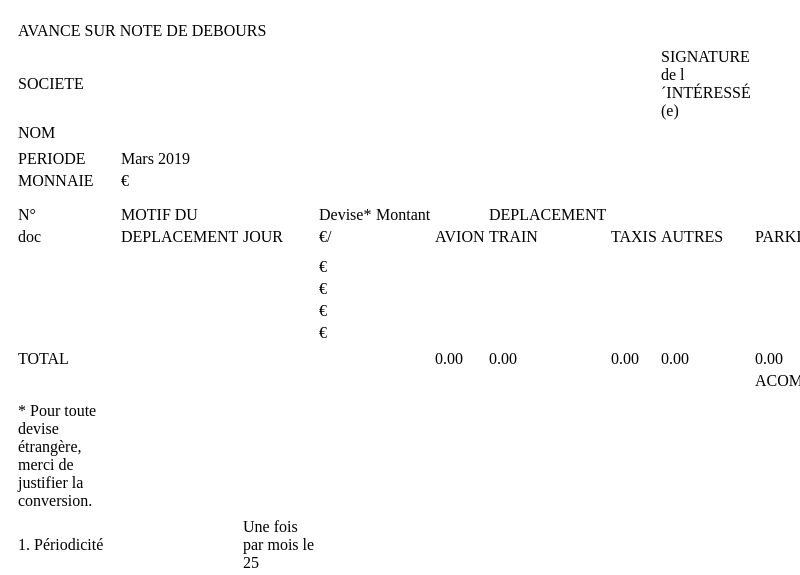 AVANCE SUR NOTE DE DEBOURS
SIGNATURE
de l
´INTÉRESSÉ
(e)
SOCIETE
NOM
PERIODE Mars 2019
MONNAIE €
N° MOTIF DU Devise* Montant DEPLACEMENT
doc DEPLACEMENT JOUR €/ AVION TRAIN TAXIS AUTRES PARKI
€
€
€
€
TOTAL 0.00 0.00 0.00 0.00 0.00
ACOM
* Pour toute
devise
étrangère,
merci de
justifier la
conversion.
1. Périodicité
Une fois
par mois le
25